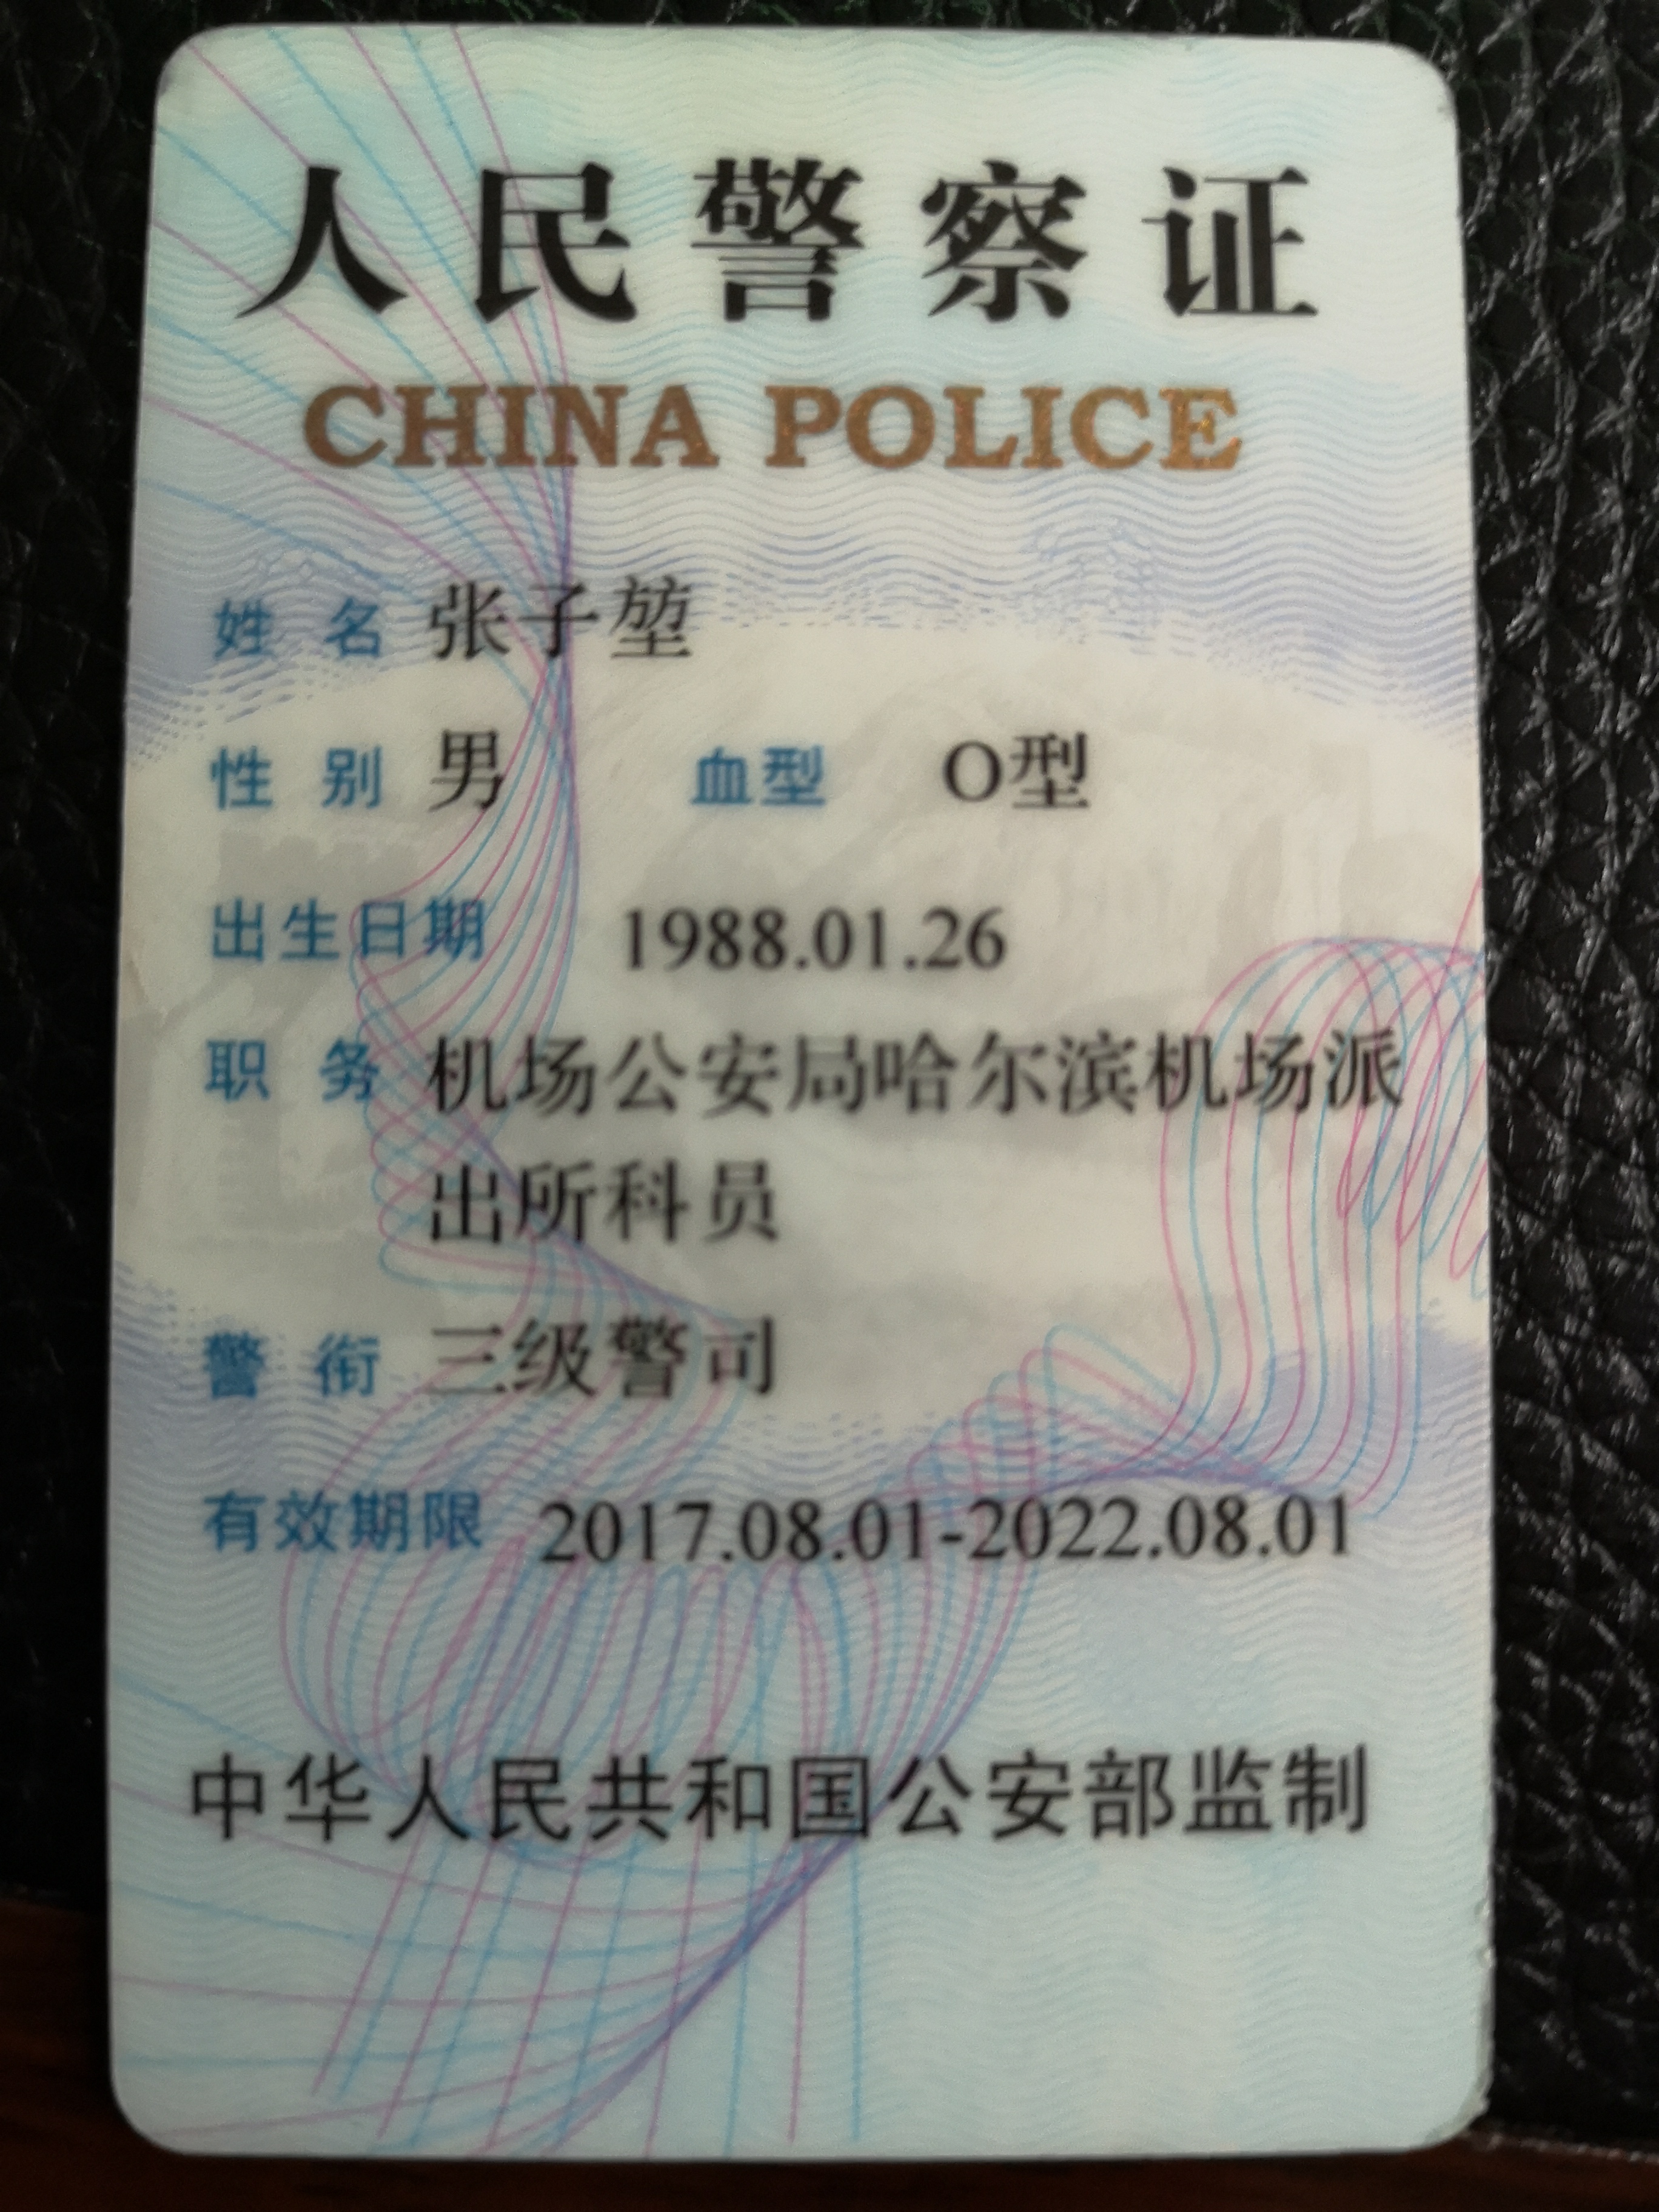 人民警察证
CHINA POLICE
姓 名 张子堃
性 别 男 血型 O型
出生日期 1988.01.26
职 务 机场公安局哈尔滨机场派
出所科员
警 衔 三级警司
有效期限 2017.08.01-2022.08.01
中华人民共和国公安部监制